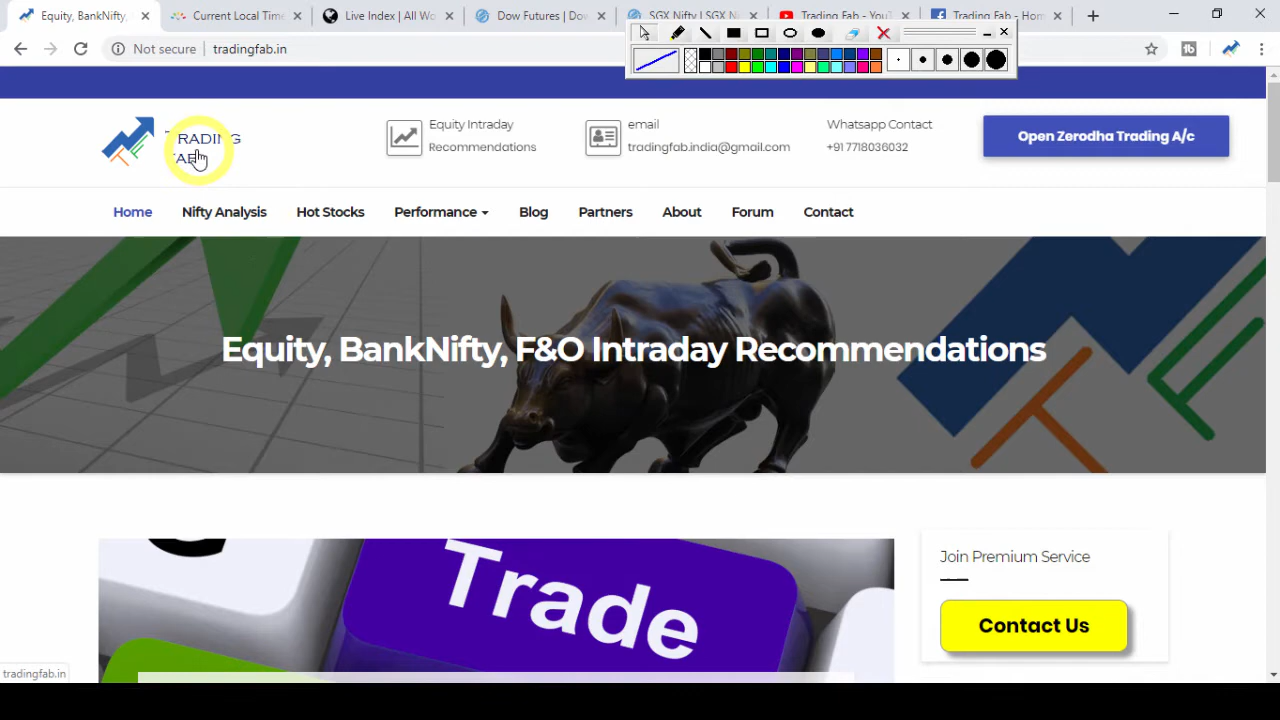 Equity, BankNifty,
Current Local Tim
Live Index | All Wo
Dow Futures | Do
SGX Nifty | SGX N
Trading Fab - You
Trading Fab - Hom
Not secure
tradingfab.in
TRADING
FAB
Equity Intraday
Recommendations
email
tradingfab.india@gmail.com
Whatsapp Contact
+91 7718036032
Open Zerodha Trading A/c
Home
Nifty Analysis
Hot Stocks
Performance
Blog
Partners
About
Forum
Contact
Equity, BankNifty, F&O Intraday Recommendations
Trade
Join Premium Service
Contact Us
tradingfab.in